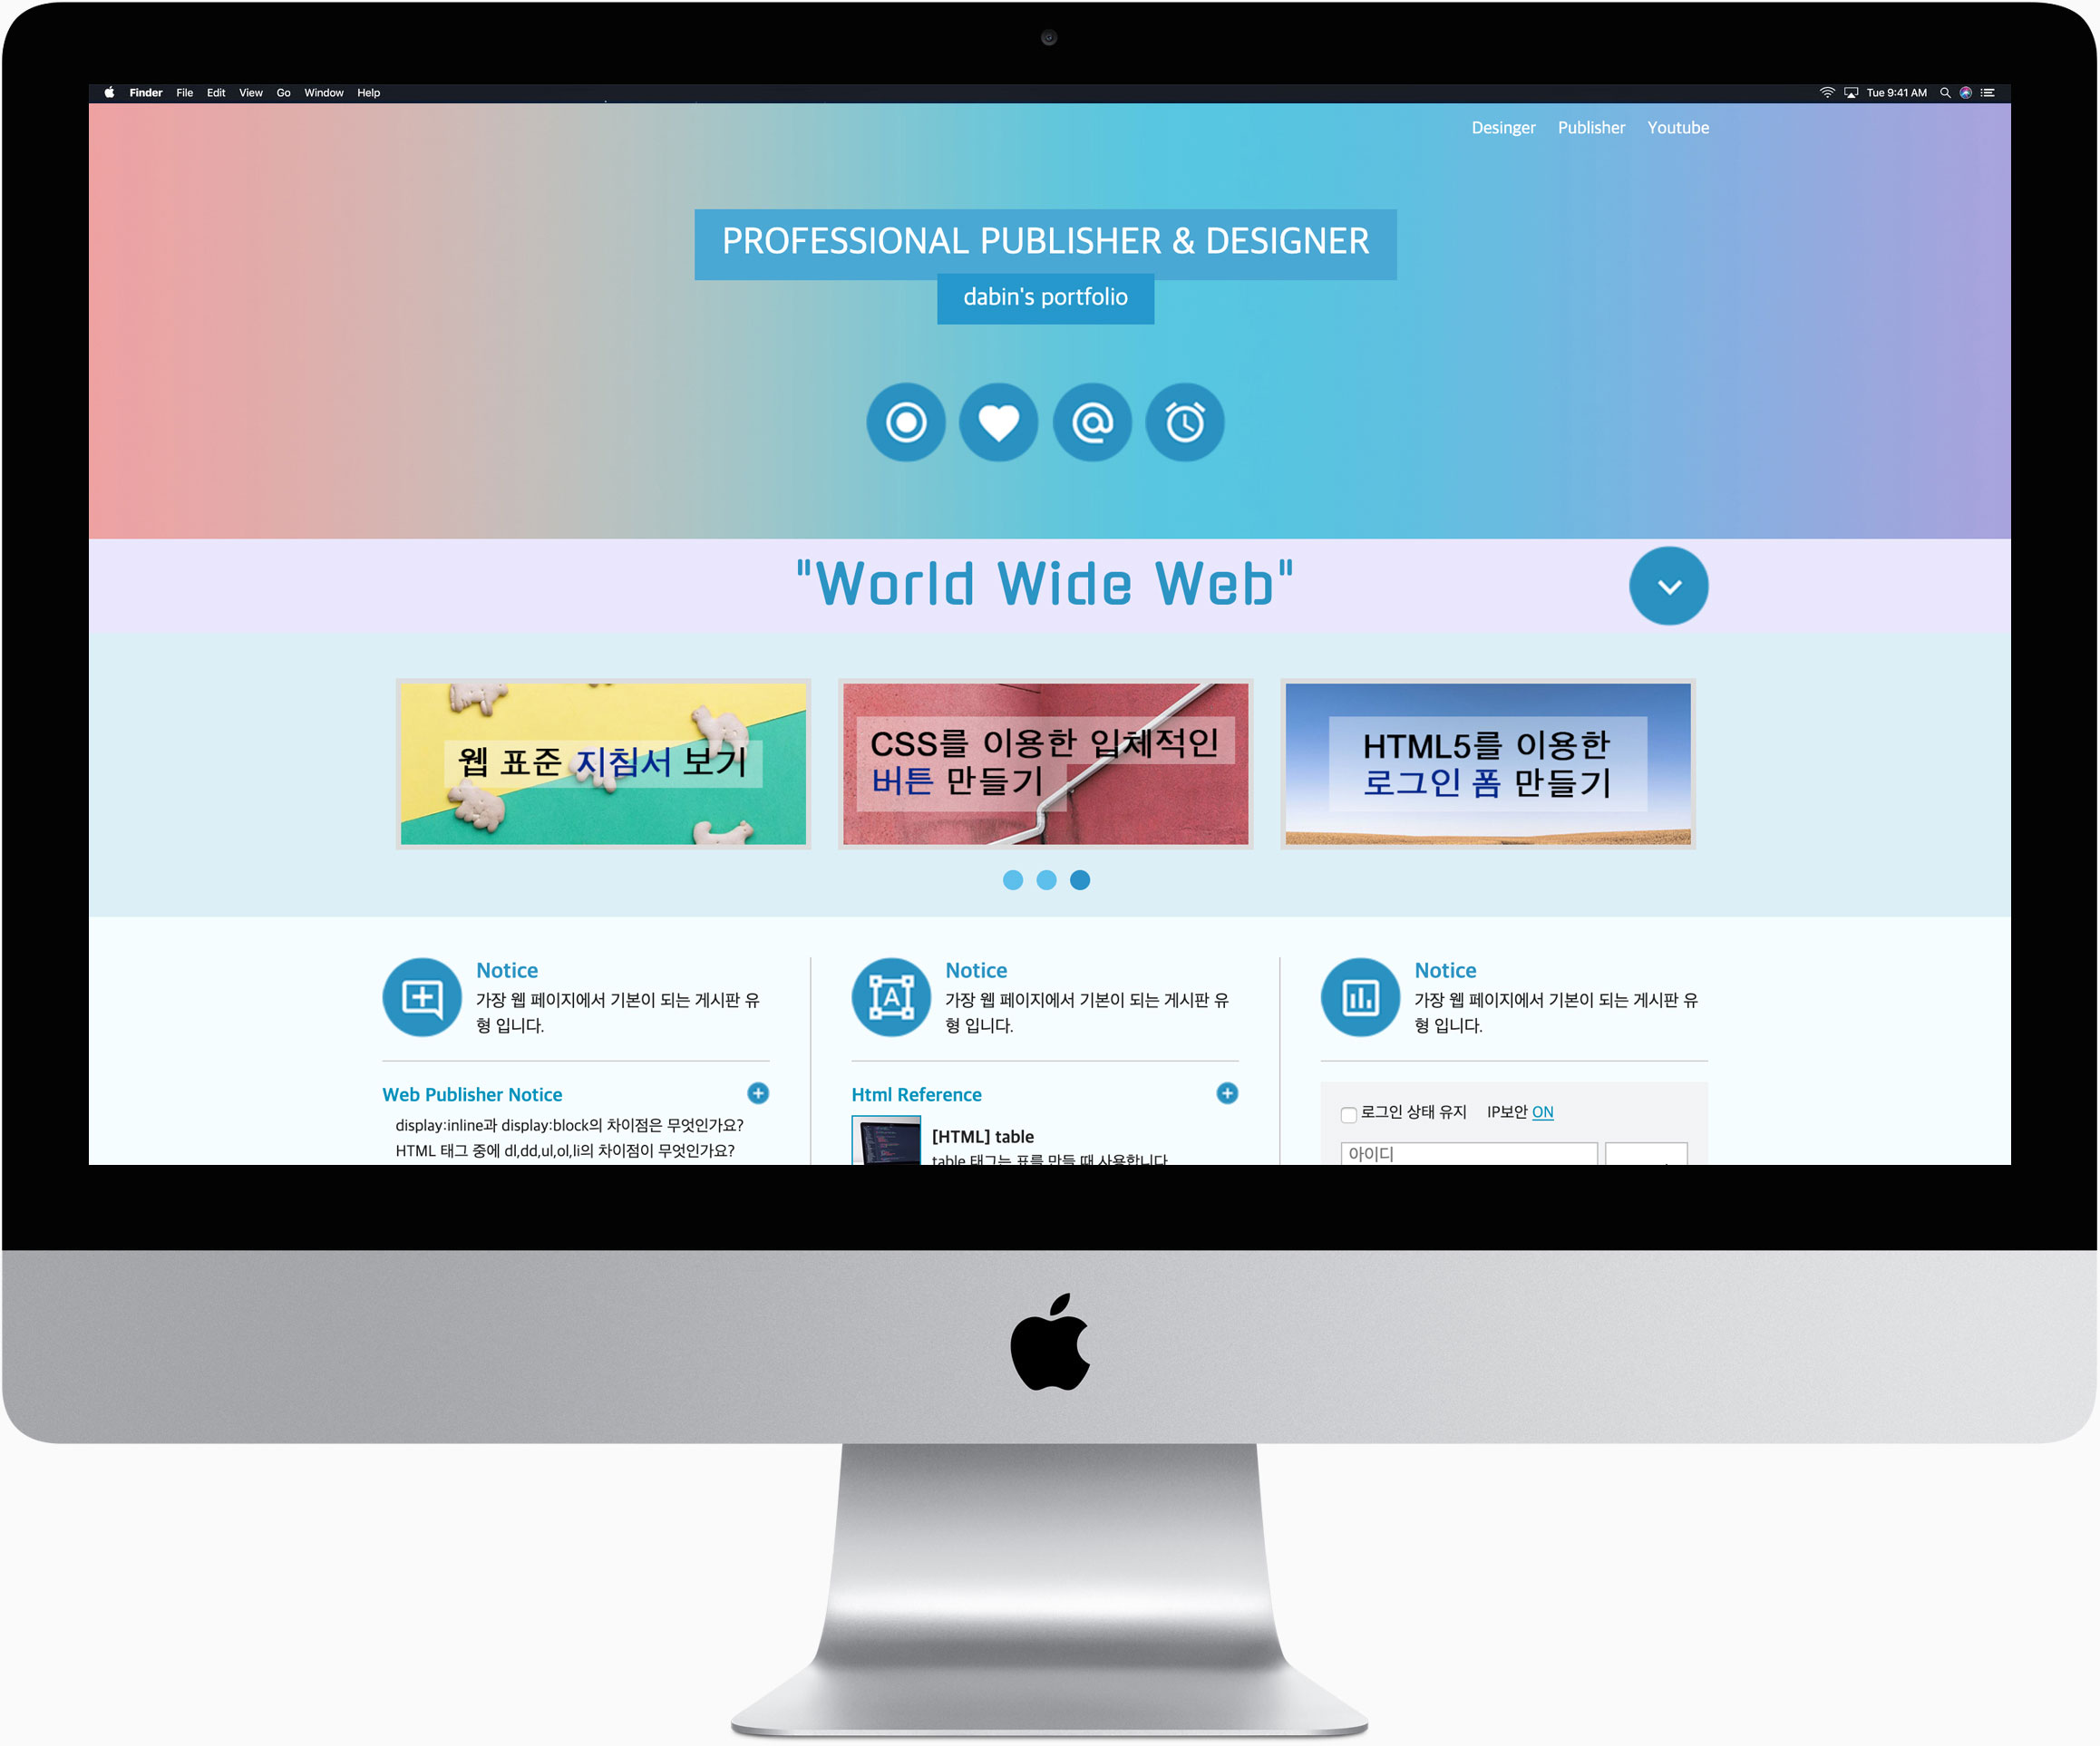 Finder File Edit View Go Window Help Tue 9:41 AM
Desinger Publisher Youtube
PROFESSIONAL PUBLISHER & DESIGNER
dabin's portfolio
"World Wide Web"
웹 표준 지침서 보기
CSS를 이용한 입체적인
버튼 만들기
HTML5를 이용한
로그인 폼 만들기
Notice
가장 웹 페이지에서 기본이 되는 게시판 유
형 입니다.
Notice
가장 웹 페이지에서 기본이 되는 게시판 유
형 입니다.
Notice
가장 웹 페이지에서 기본이 되는 게시판 유
형 입니다.
Web Publisher Notice
display:inline과 display:block의 차이점은 무엇인가요?
HTML 태그 중에 dl,dd,ul,ol,li의 차이점이 무엇인가요?
Html Reference
[HTML] table
table 태그는 표를 만들 때 사용합니다
로그인 상태 유지 IP보안 ON
아이디